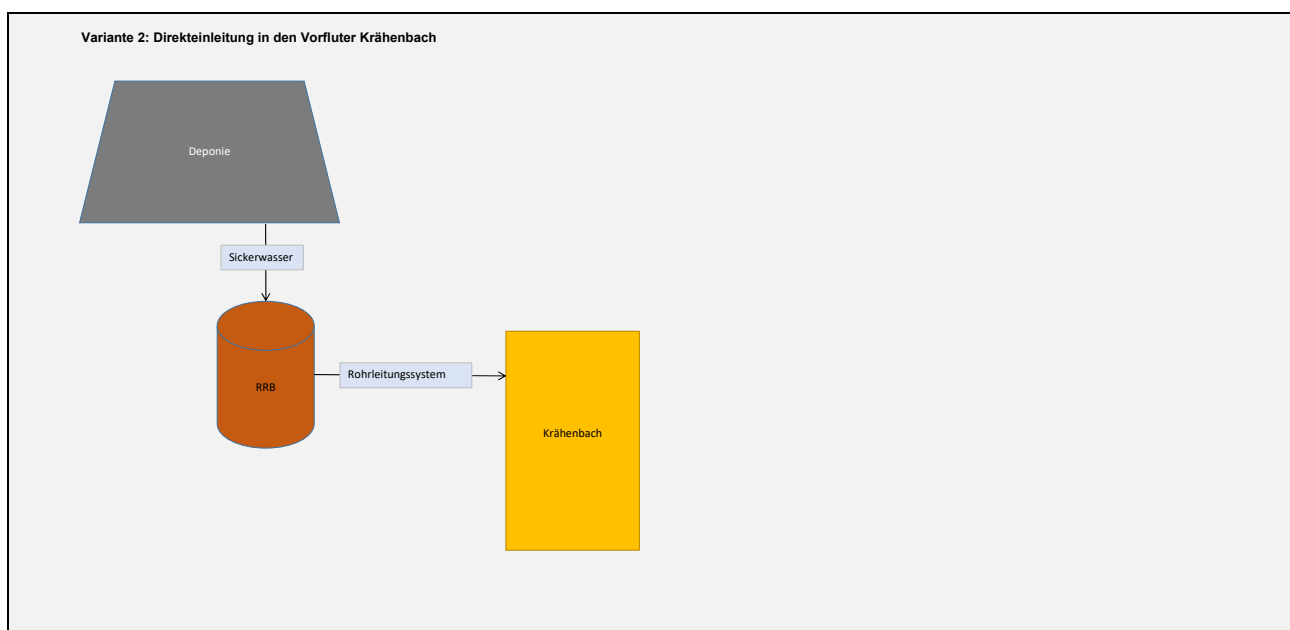 Variante 2: Direkteinleitung in den Vorfluter Krähenbach
Deponie
Sickerwasser
RRB
Rohrleitungssystem
Krähenbach